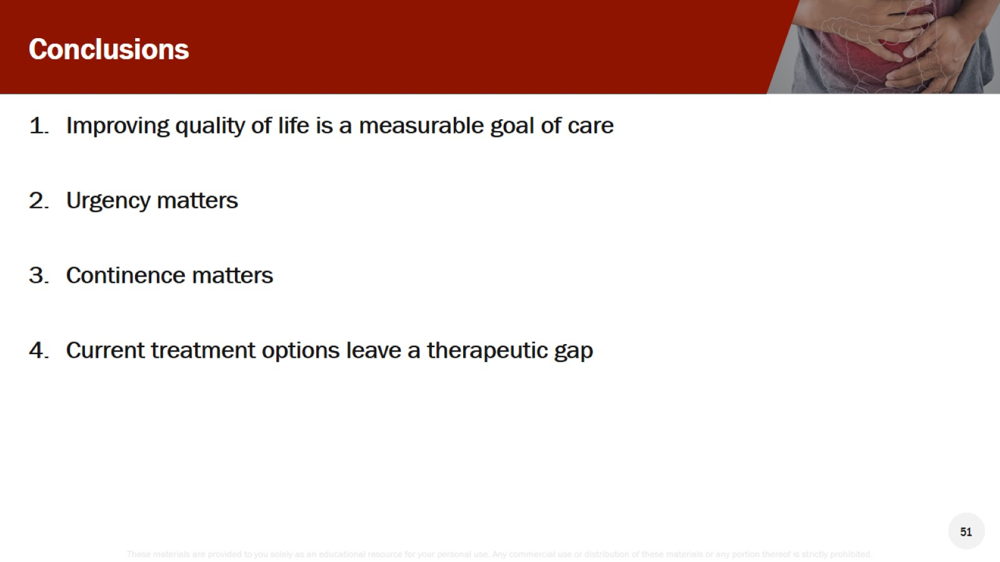 Conclusions
1. Improving quality of life is a measurable goal of care
2. Urgency matters
3. Continence matters
4. Current treatment options leave a therapeutic gap
51
These materials are provided to you solely as an educational resource for your personal use. Any commercial use or distribution of these materials or any portion thereof is strictly prohibited.